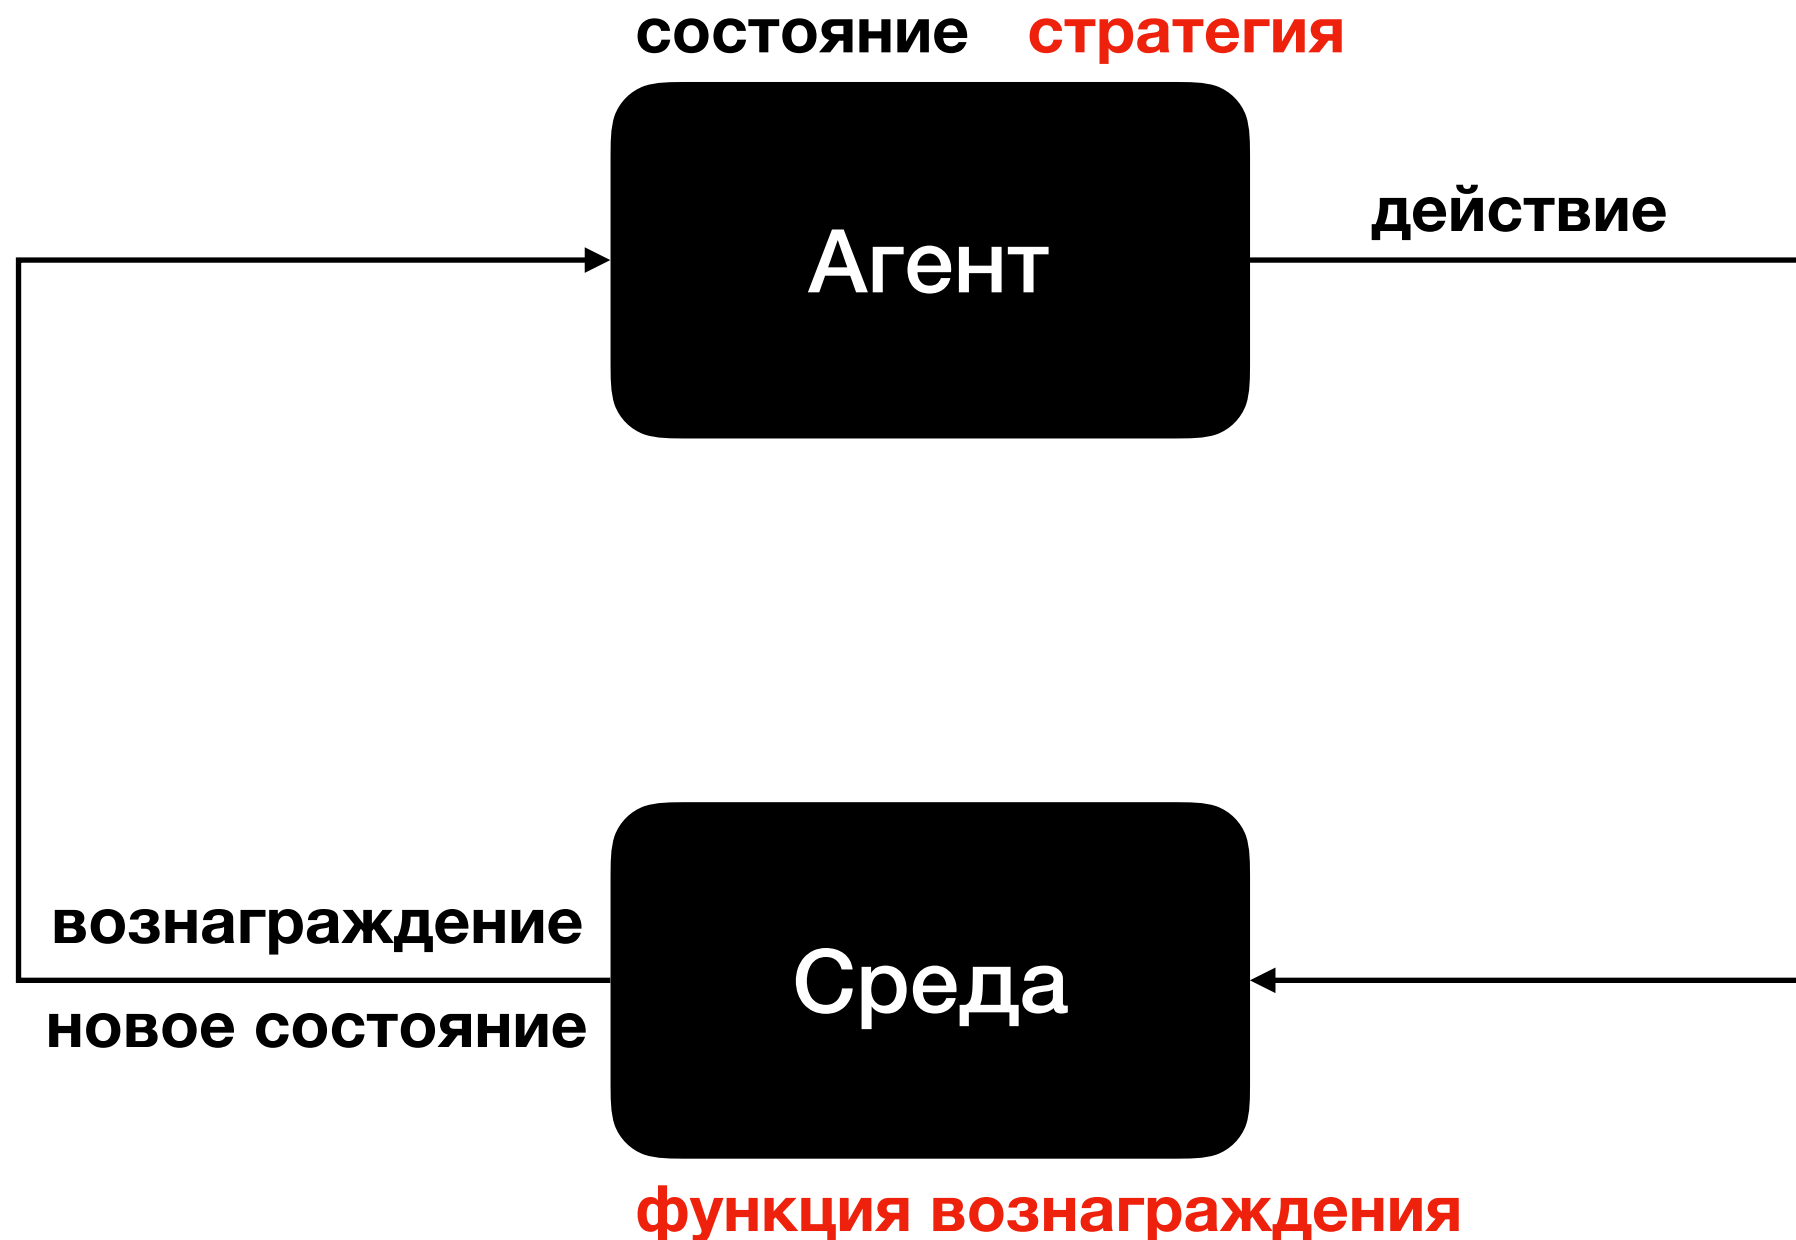 состояние стратегия
действие
Агент
вознаграждение
Среда
новое состояние
функция вознаграждения